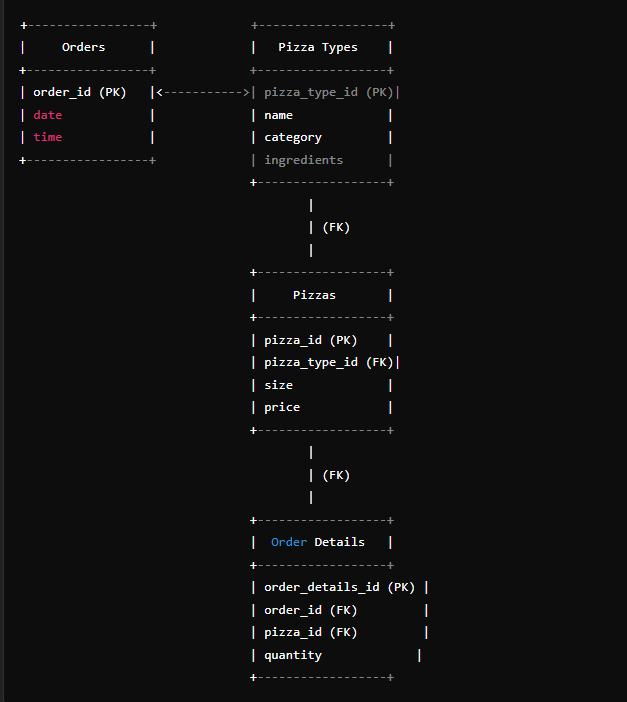 +-----------------+             +------------------+
|     Orders      |             |   Pizza Types    |
+-----------------+             +------------------+
| order_id (PK)   |<----------->| pizza_type_id (PK)|
| date            |             | name             |
| time            |             | category         |
+-----------------+             | ingredients      |
                                +------------------+
                                        |
                                        | (FK)
                                        |
                                +------------------+
                                |     Pizzas       |
                                +------------------+
                                | pizza_id (PK)    |
                                | pizza_type_id (FK)|
                                | size             |
                                | price            |
                                +------------------+
                                        |
                                        | (FK)
                                        |
                                +------------------+
                                |  Order Details   |
                                +------------------+
                                | order_details_id (PK) |
                                | order_id (FK)         |
                                | pizza_id (FK)         |
                                | quantity             |
                                +------------------+